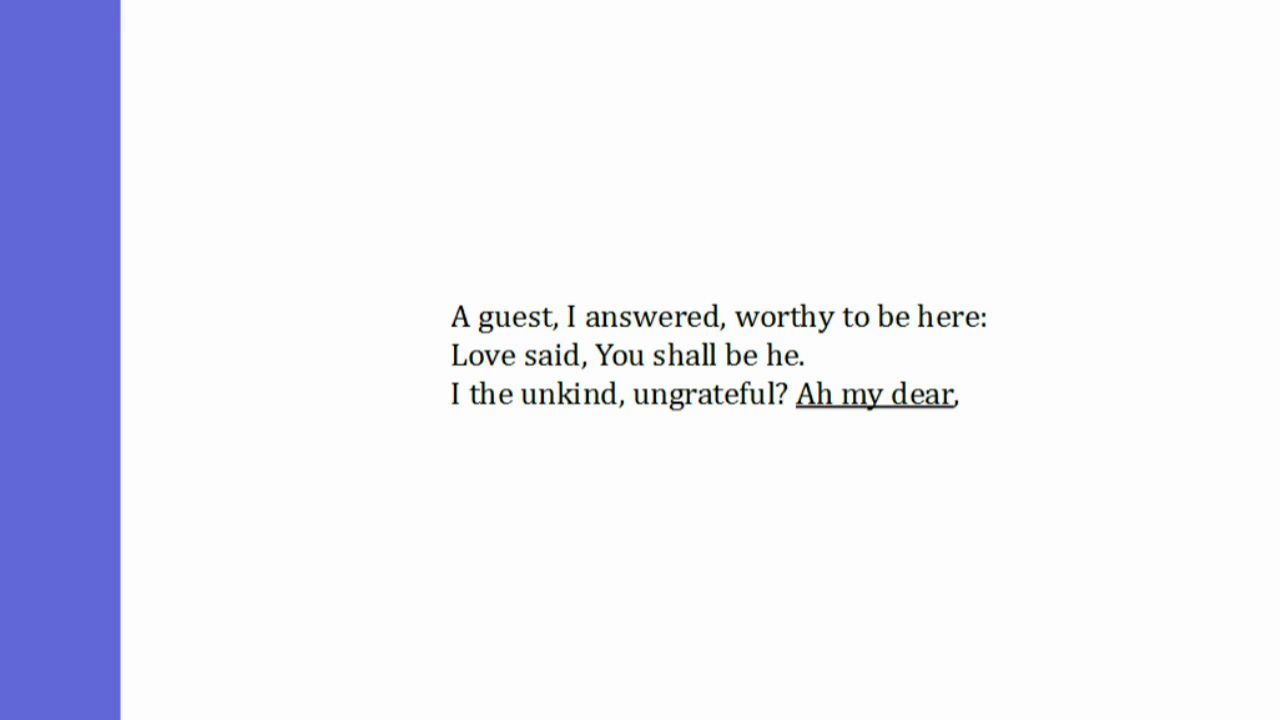 A guest, I answered, worthy to be here:
Love said, You shall be he.
I the unkind, ungrateful? Ah my dear,